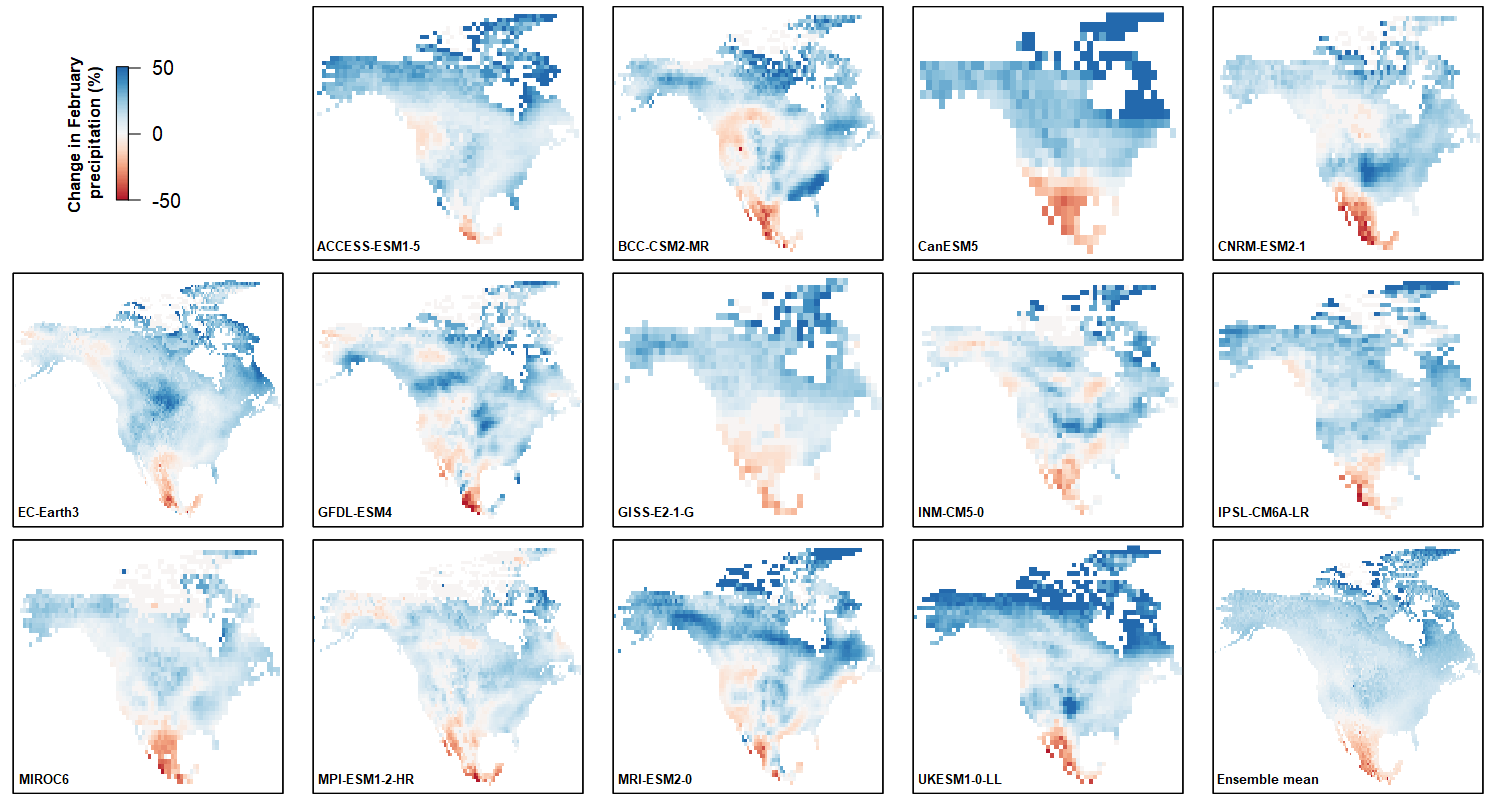 Change in February
precipitation (%)
50
0
-50
ACCESS-ESM1-5
BCC-CSM2-MR
CanESM5
CNRM-ESM2-1
EC-Earth3
GFDL-ESM4
GISS-E2-1-G
INM-CM5-0
IPSL-CM6A-LR
MIROC6
MPI-ESM1-2-HR
MRI-ESM2-0
UKESM1-0-LL
Ensemble mean